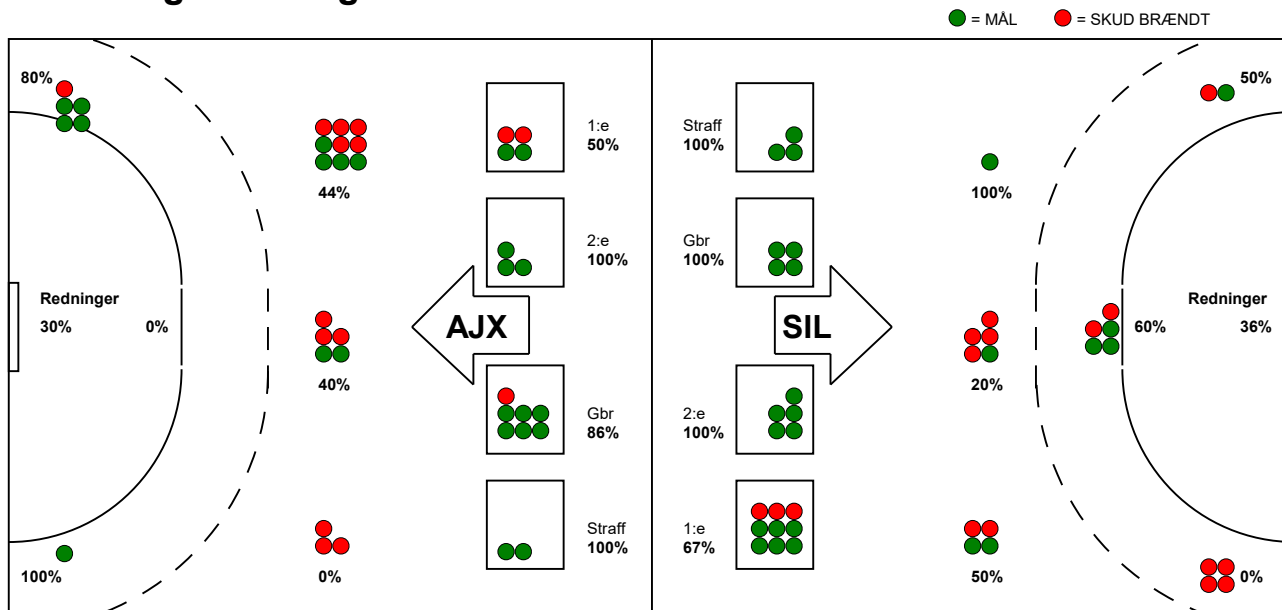 = MÅL = SKUD BRÆNDT
80%
44%
1:e
50%
2:e
100%
Redninger
30% 0%
AJX
40%
Gbr
86%
Straff
100%
100%
0%
Straff
100%
50%
100%
Gbr
100%
Redninger
60% 36%
SIL
20%
2:e
100%
1:e
67%
50%
0%